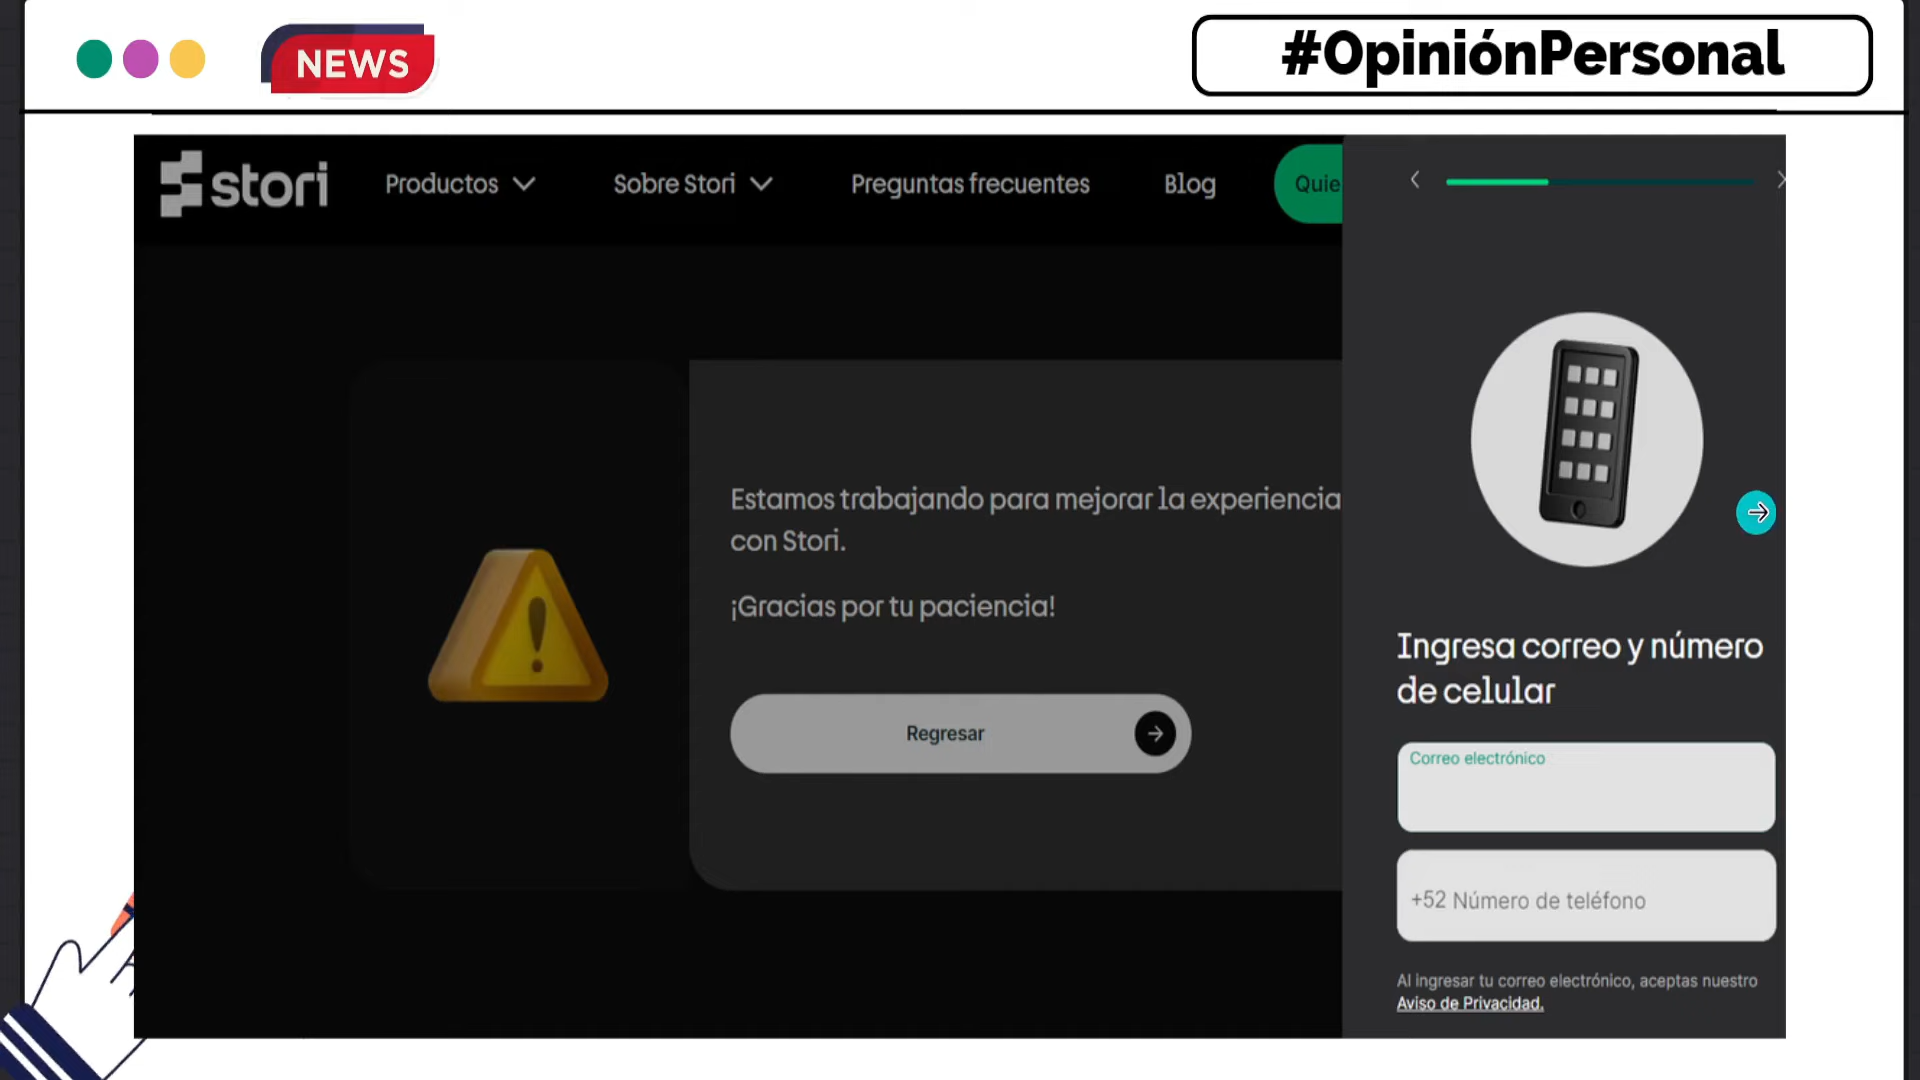 NEWS
#OpiniónPersonal
stori
Productos
Sobre Stori
Preguntas frecuentes
Blog
Quie
Estamos trabajando para mejorar la experiencia
con Stori.
¡Gracias por tu paciencia!
Regresar
Ingresa correo y número
de celular
Correo electrónico
+52 Número de teléfono
Al ingresar tu correo electrónico, aceptas nuestro
Aviso de Privacidad.